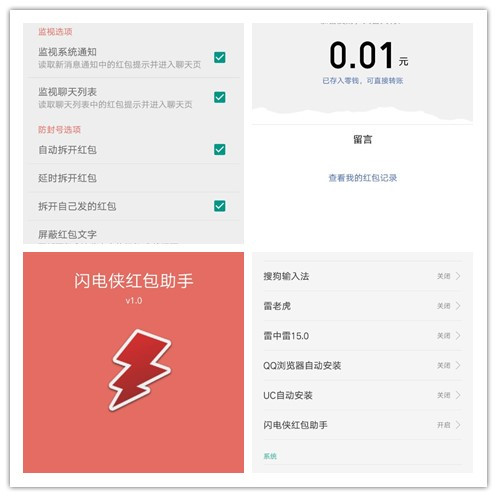 监视选项
监视系统通知
读取新消息通知中的红包提示并进入聊天页
监视聊天列表
读取聊天列表中的红包提示并进入聊天页
防封号选项
自动拆开红包
延时拆开红包
拆开自己发的红包
屏蔽红包文字
0.01 元
已存入零钱，可直接转账
留言
查看我的红包记录
闪电侠红包助手
v1.0
搜狗输入法 关闭
雷老虎 关闭
雷中雷15.0 关闭
QQ浏览器自动安装 关闭
UC自动安装 关闭
闪电侠红包助手 开启
系统